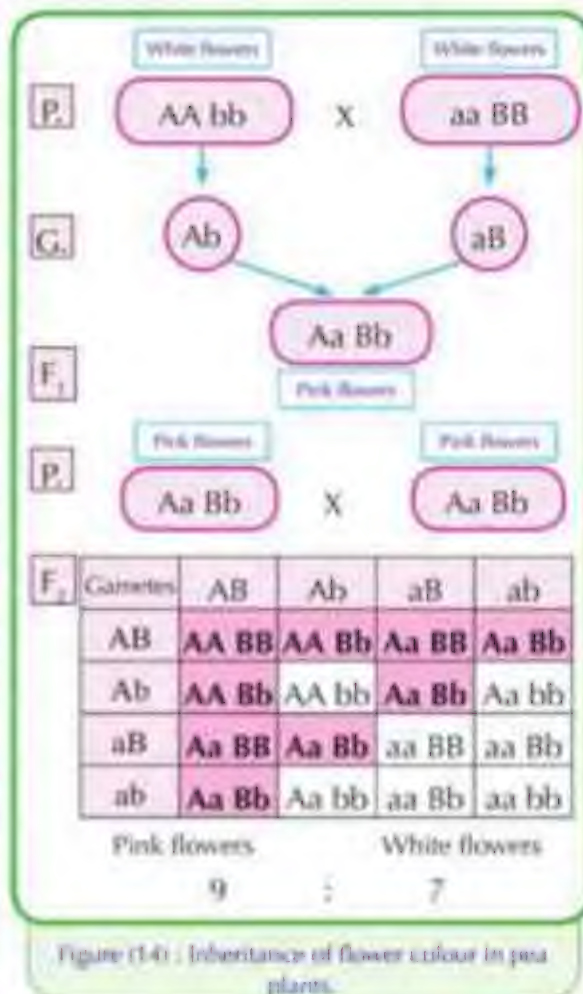 White flowers White flowers
P. AA bb X aa BB
G. Ab aB
Aa Bb
F1 Pink flowers
Pink flowers Pink flowers
P. Aa Bb X Aa Bb
F2 Gametes AB Ab aB ab
AB AA BB AA Bb Aa BB Aa Bb
Ab AA Bb AA bb Aa Bb Aa bb
aB Aa BB Aa Bb aa BB aa Bb
ab Aa Bb Aa bb aa Bb aa bb
Pink flowers White flowers
9 : 7
Figure (14) : Inheritance of flower colour in pea
plants.